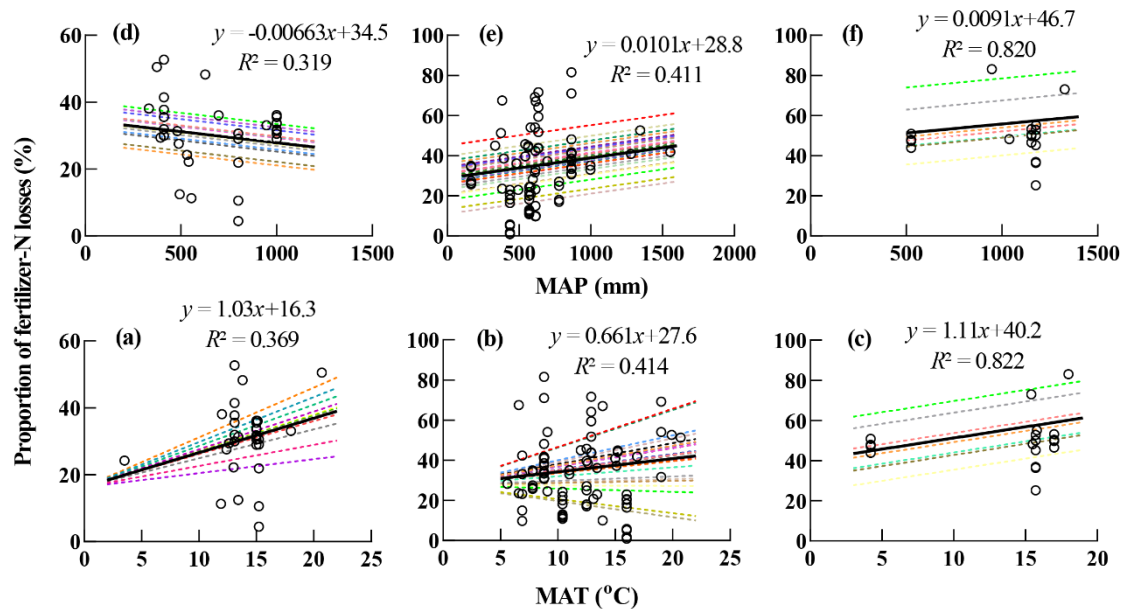 Proportion of fertilizer-N losses (%)
(d)
y = -0.00663x+34.5
R² = 0.319
60
40
20
0
0 500 1000 1500
(e)
y = 0.0101x+28.8
R² = 0.411
100
80
60
40
20
0
0 500 1000 1500 2000
(f)
y = 0.0091x+46.7
R² = 0.820
100
80
60
40
20
0
0 500 1000 1500
MAP (mm)
(a)
y = 1.03x+16.3
R² = 0.369
60
40
20
0
0 5 10 15 20 25
(b)
y = 0.661x+27.6
R² = 0.414
100
80
60
40
20
0
0 5 10 15 20 25
(c)
y = 1.11x+40.2
R² = 0.822
100
80
60
40
20
0
0 5 10 15 20
MAT (°C)